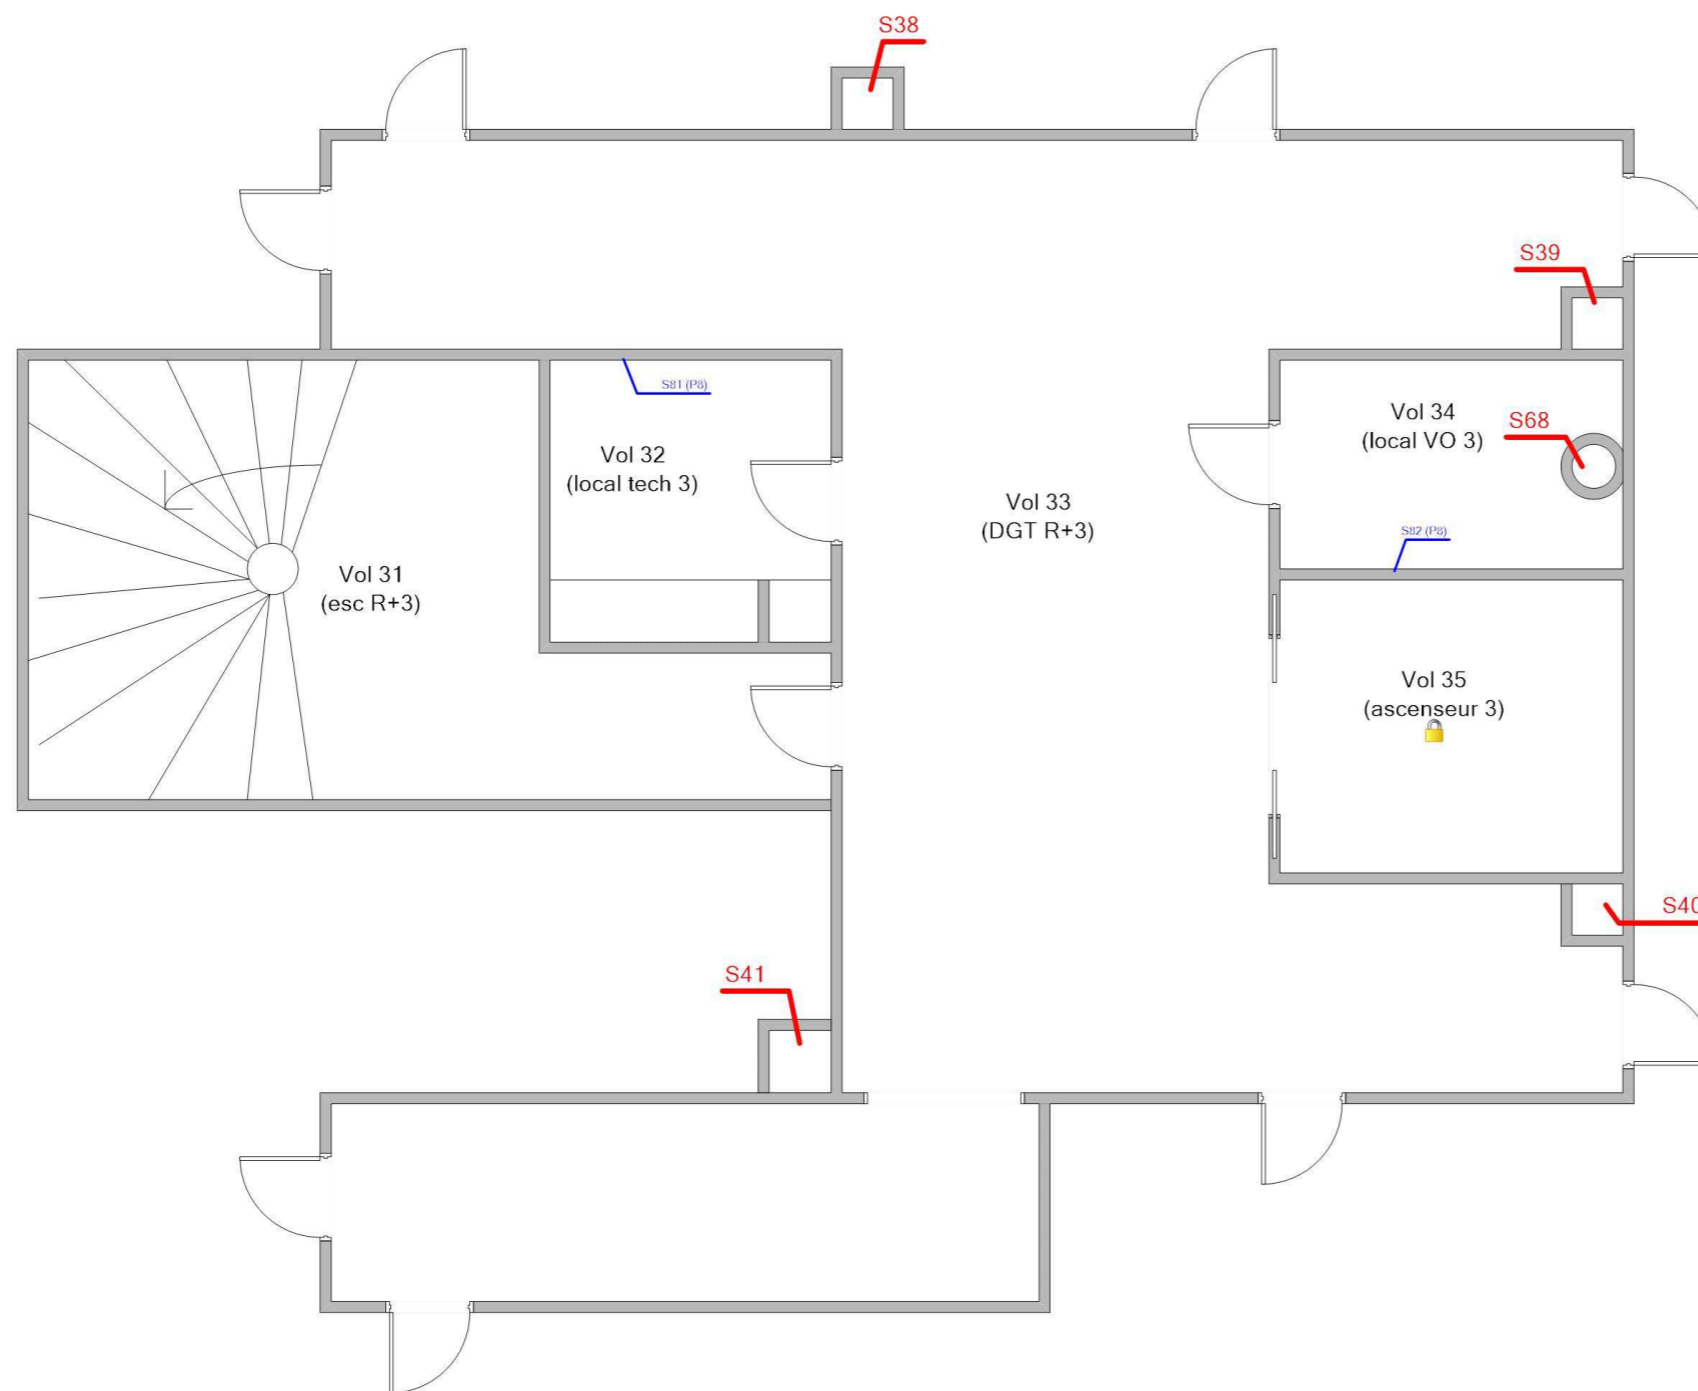 S38
S39
S81 (P8)
Vol 34
(local VO 3)
S68
Vol 32
(local tech 3)
Vol 33
(DGT R+3)
S82 (P8)
Vol 31
(esc R+3)
Vol 35
(ascenseur 3)
S40
S41